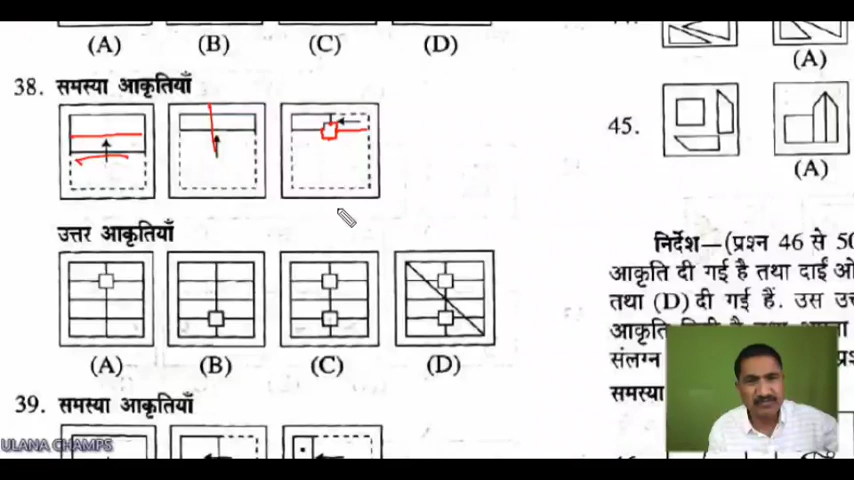 (A) (B) (C) (D)
38. समस्या आकृतियाँ
उत्तर आकृतियाँ
(A) (B) (C) (D)
39. समस्या आकृतियाँ
ULANA CHAMPS
(A)
45.
(A)
निर्देश—(प्रश्न 46 से 50
आकृति दी गई है तथा दाईं ओ
तथा (D) दी गई हैं. उस उत्त
संलग्न
समस्या